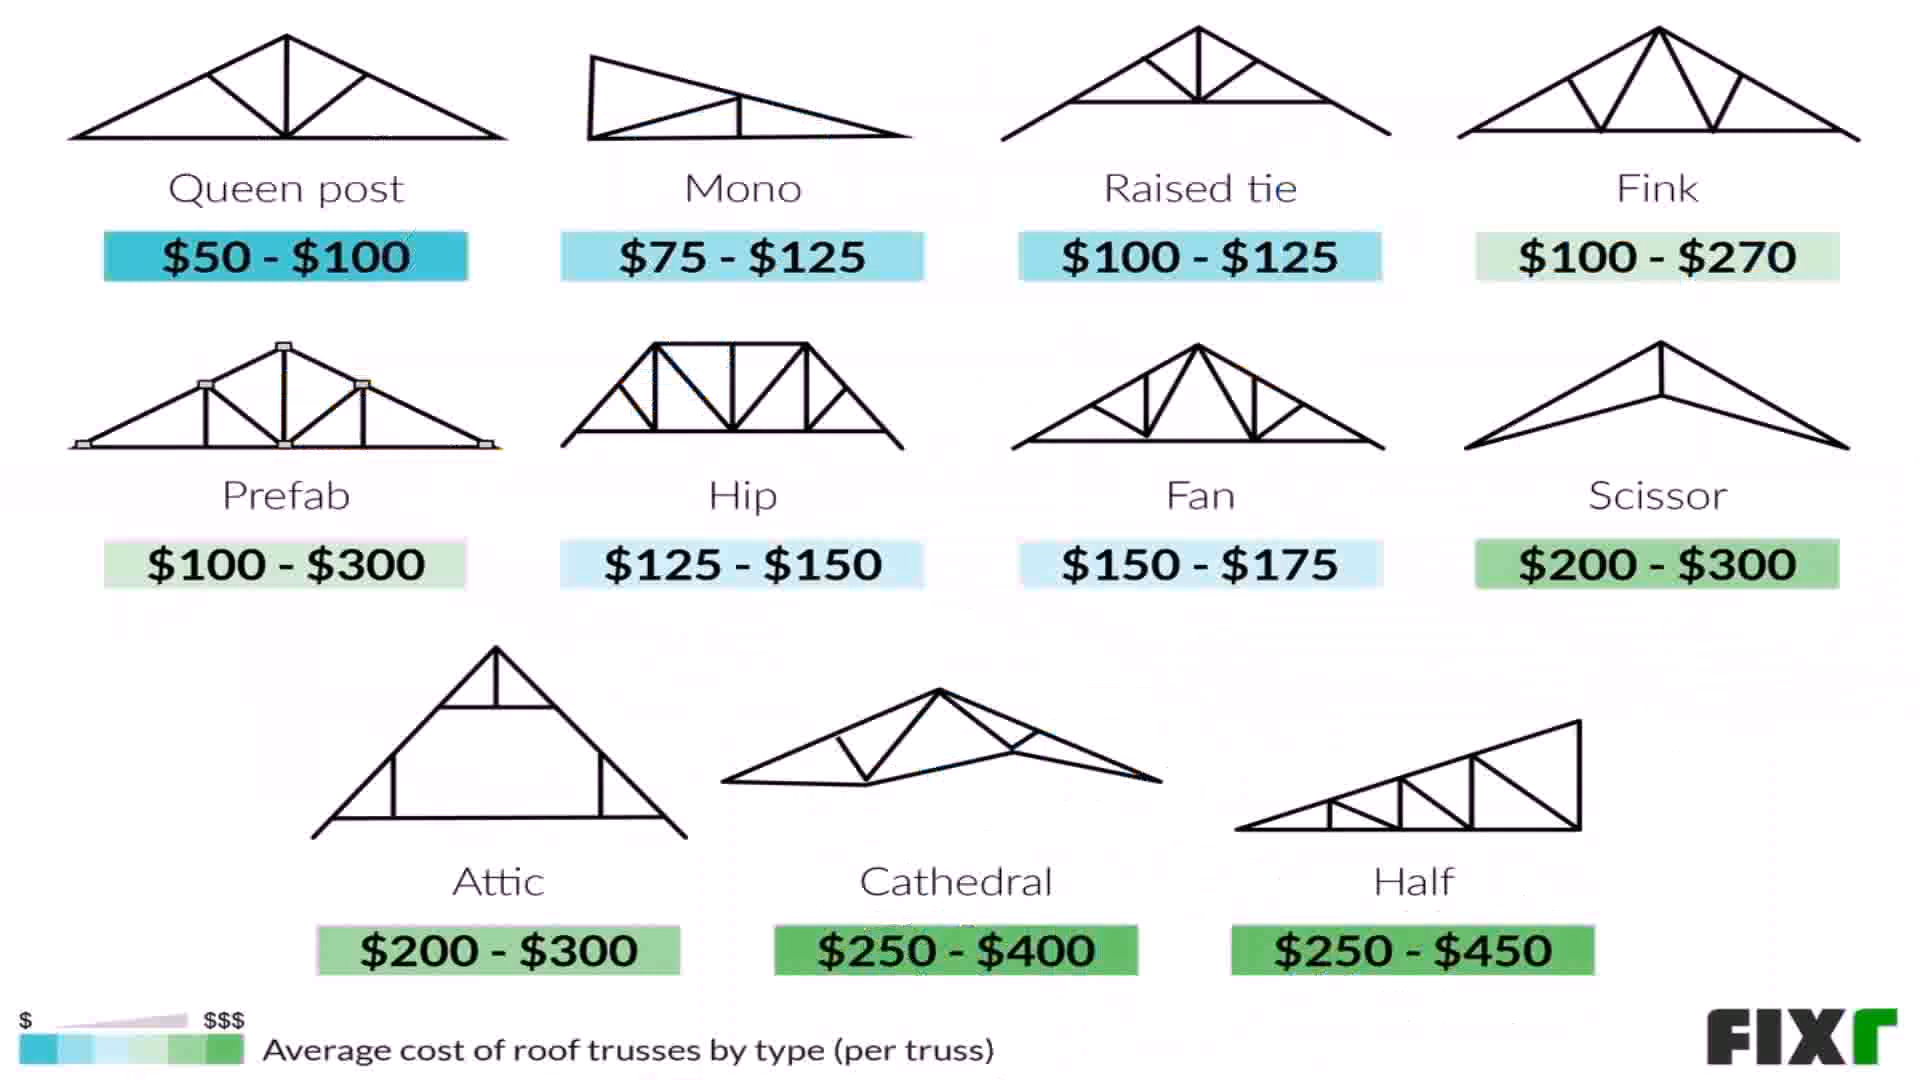 Queen post
Mono
Raised tie
Fink
$50 - $100
$75 - $125
$100 - $125
$100 - $270
Prefab
Hip
Fan
Scissor
$100 - $300
$125 - $150
$150 - $175
$200 - $300
Attic
Cathedral
Half
$200 - $300
$250 - $400
$250 - $450
$ $$$
Average cost of roof trusses by type (per truss)
FIXr